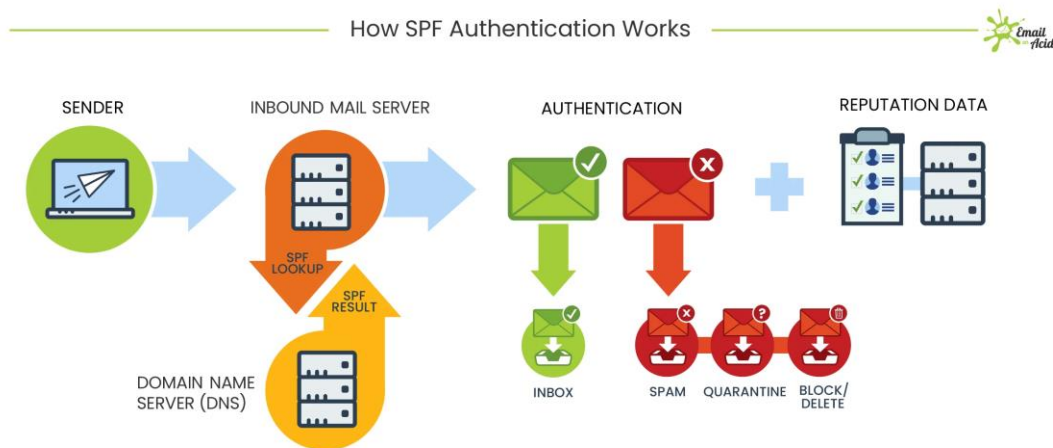 How SPF Authentication Works
Email
on
Acid
SENDER
INBOUND MAIL SERVER
AUTHENTICATION
REPUTATION DATA
SPF
LOOKUP
SPF
RESULT
DOMAIN NAME
SERVER (DNS)
INBOX
SPAM
QUARANTINE
BLOCK/
DELETE